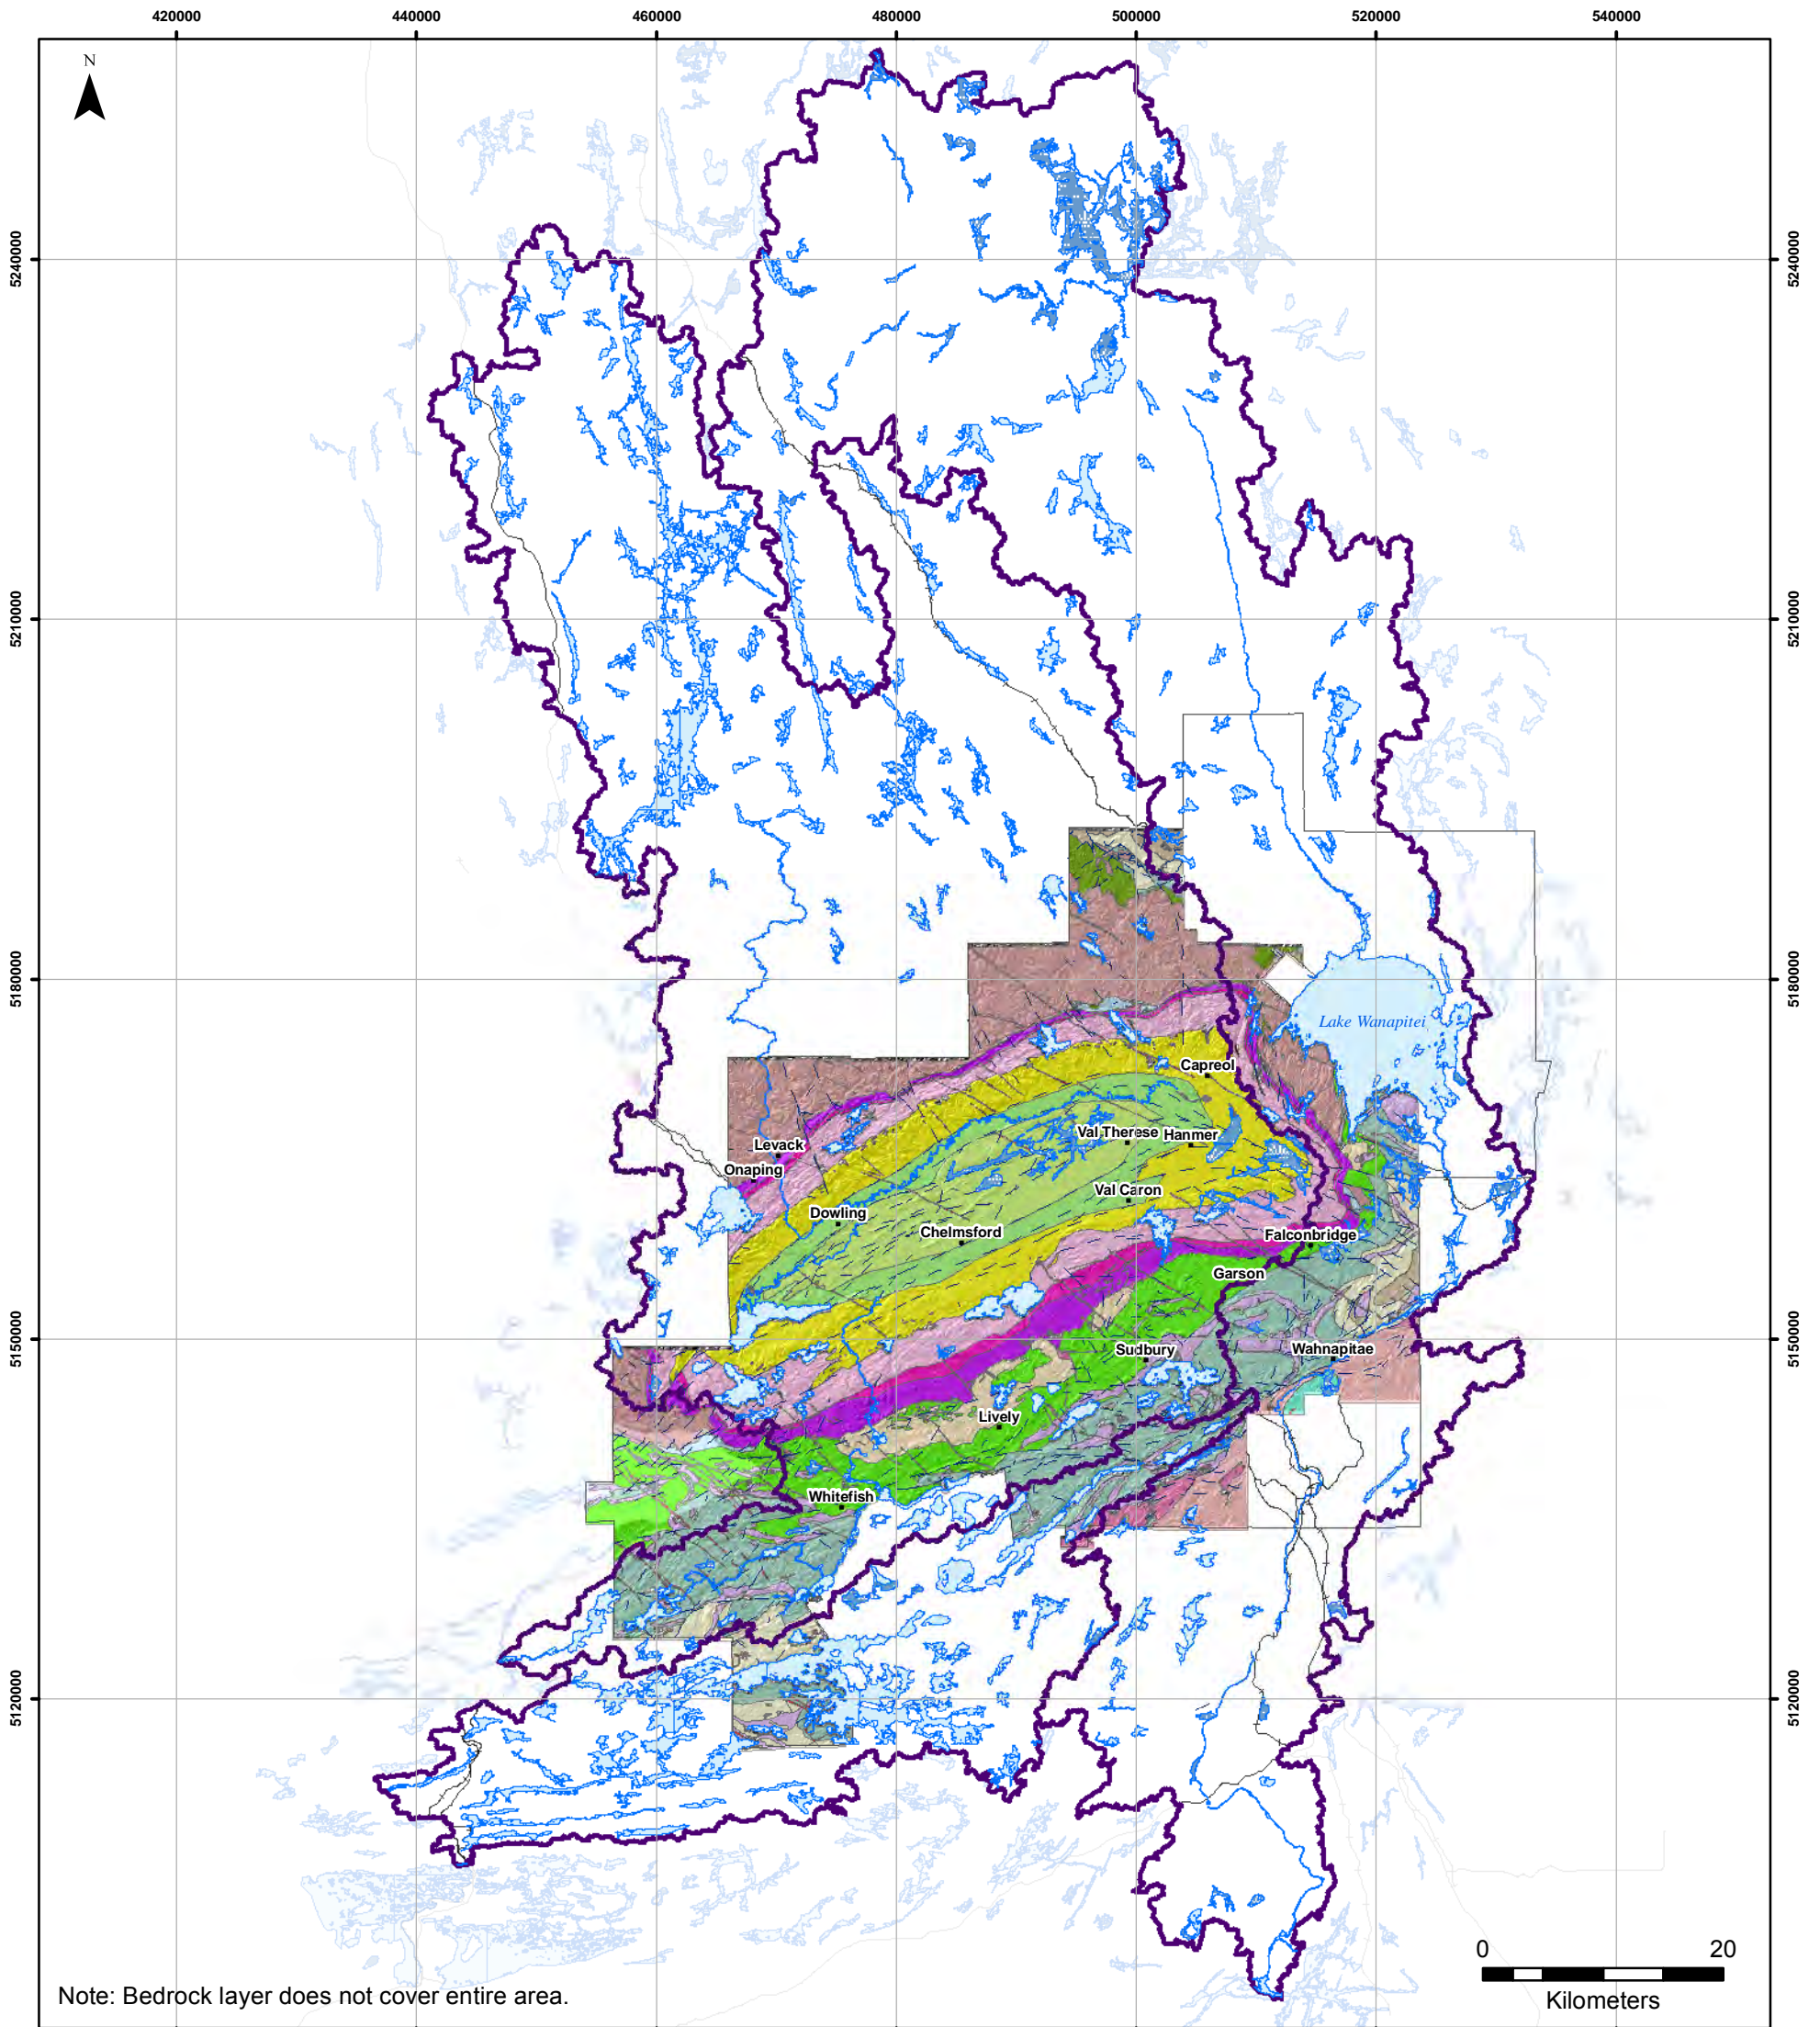 420000 440000 460000 480000 500000 520000 540000
N
5240000 5240000
5210000 5210000
5180000 5180000
Lake Wanapitei
Capreol
Val Therese Hanmer
Levack
Onaping
Val Caron
Dowling
Chelmsford
Falconbridge
Garson
5150000 5150000
Sudbury Wahnapitae
Lively
Whitefish
5120000 5120000
0 20
Kilometers
Note: Bedrock layer does not cover entire area.